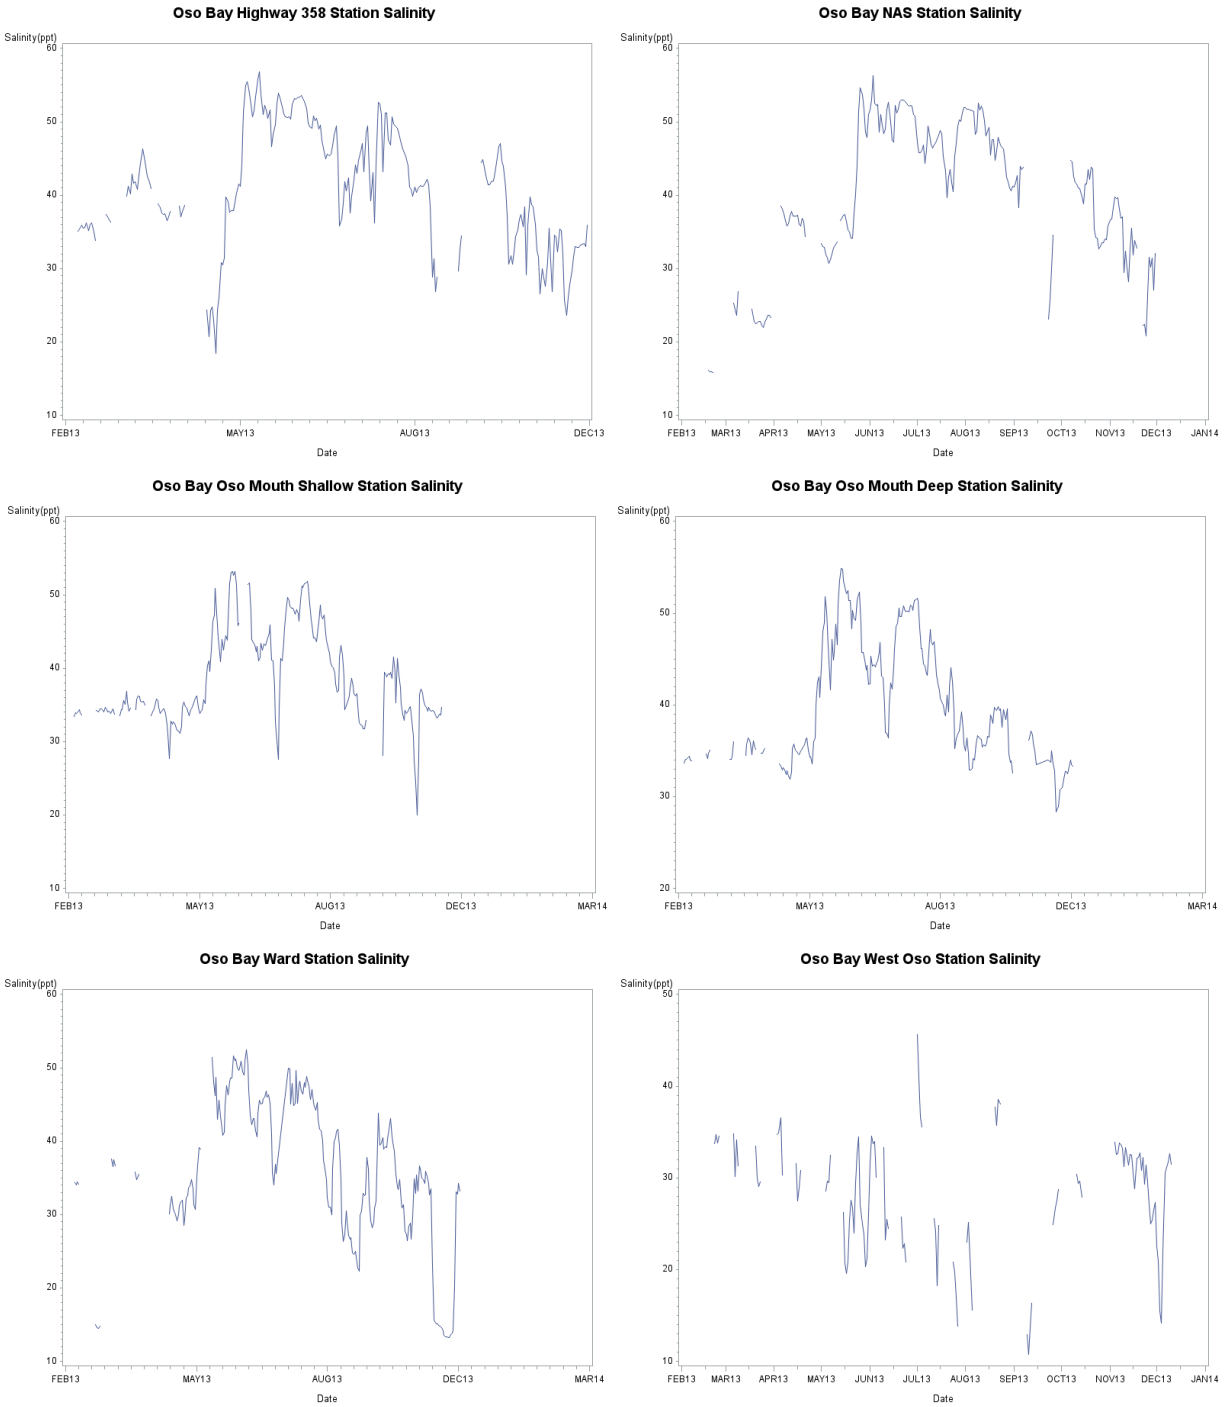 Oso Bay Highway 358 Station Salinity
Salinity(ppt)
60
50
40
30
20
10
FEB13 MAY13 AUG13 DEC13
Date
Oso Bay NAS Station Salinity
Salinity(ppt)
60
50
40
30
20
10
FEB13 MAR13 APR13 MAY13 JUN13 JUL13 AUG13 SEP13 OCT13 NOV13 DEC13 JAN14
Date
Oso Bay Oso Mouth Shallow Station Salinity
Salinity(ppt)
60
50
40
30
20
10
FEB13 MAY13 AUG13 DEC13 MAR14
Date
Oso Bay Oso Mouth Deep Station Salinity
Salinity(ppt)
60
50
40
30
20
FEB13 MAY13 AUG13 DEC13 MAR14
Date
Oso Bay Ward Station Salinity
Salinity(ppt)
60
50
40
30
20
10
FEB13 MAY13 AUG13 DEC13 MAR14
Date
Oso Bay West Oso Station Salinity
Salinity(ppt)
50
40
30
20
10
FEB13 MAR13 APR13 MAY13 JUN13 JUL13 AUG13 SEP13 OCT13 NOV13 DEC13 JAN14
Date